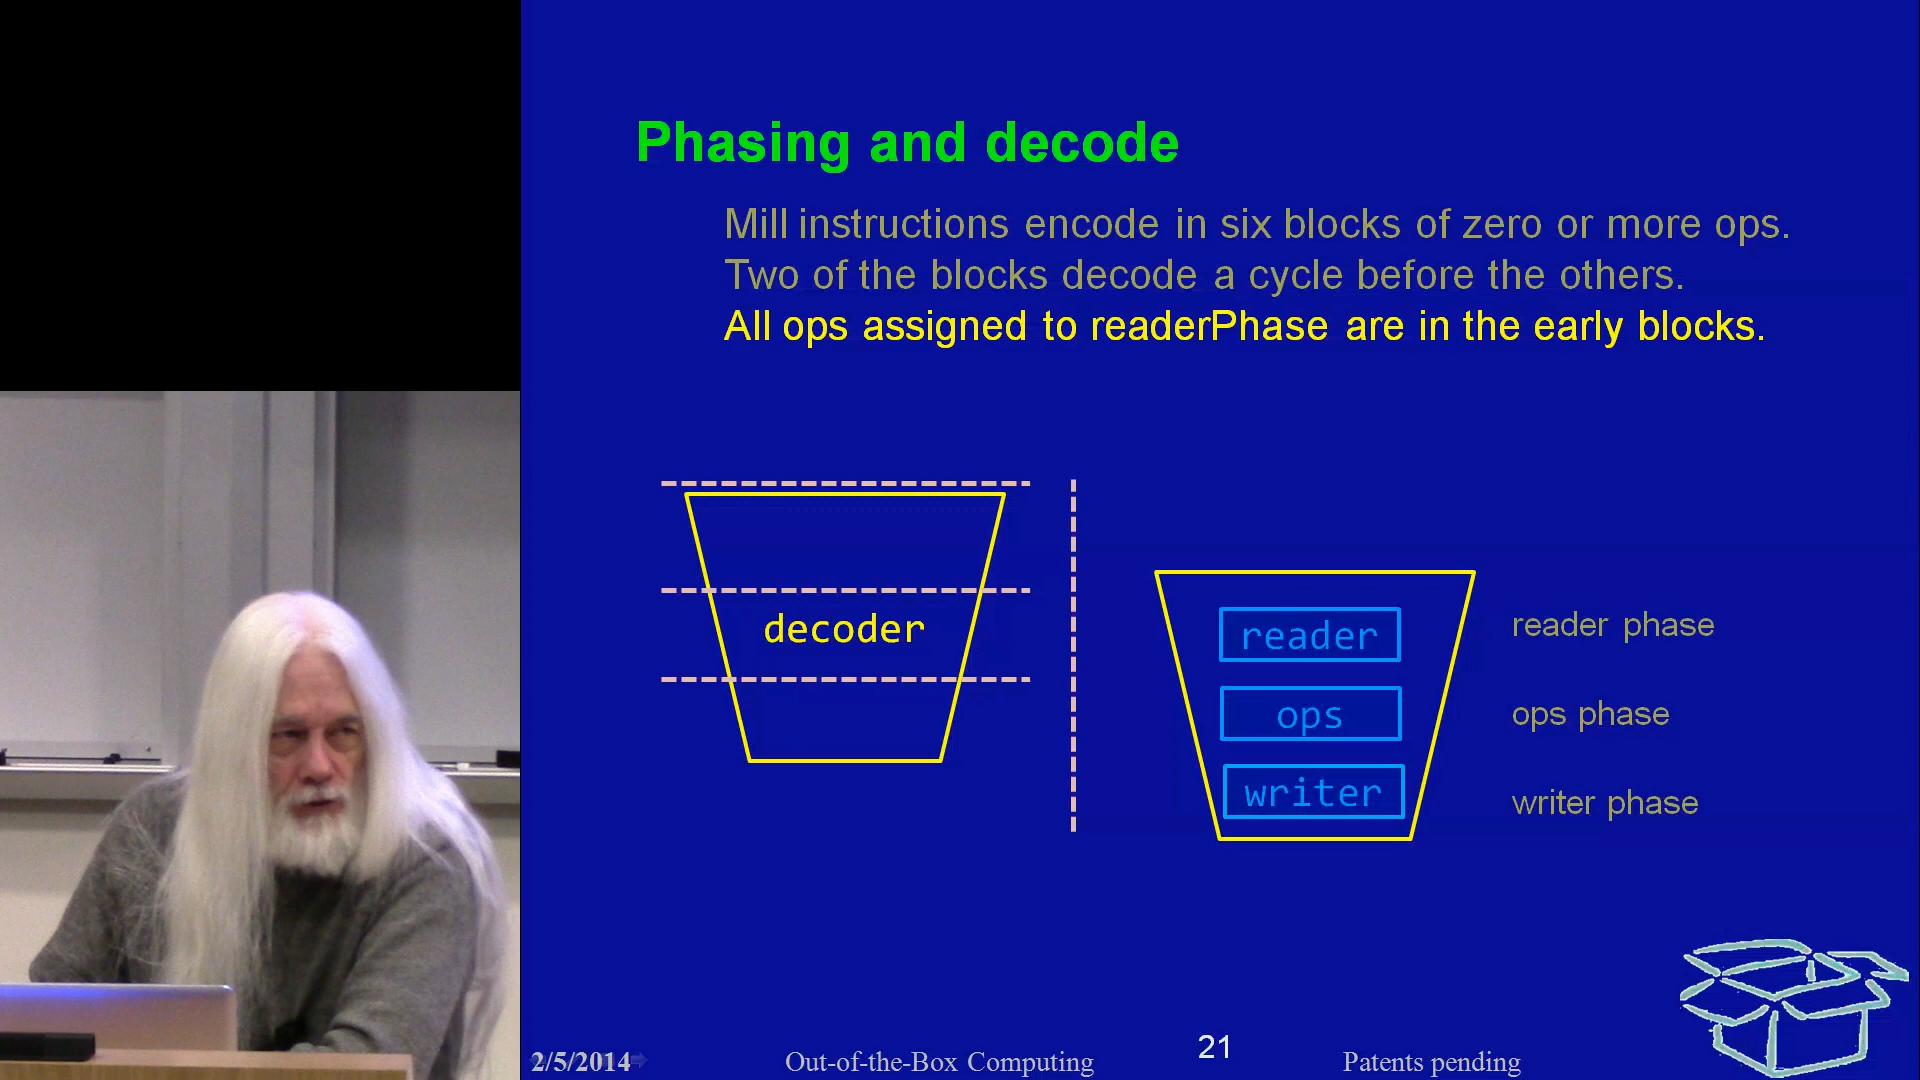 Phasing and decode
Mill instructions encode in six blocks of zero or more ops.
Two of the blocks decode a cycle before the others.
All ops assigned to readerPhase are in the early blocks.
decoder
reader
reader phase
ops
ops phase
writer
writer phase
2/5/2014
Out-of-the-Box Computing
21
Patents pending